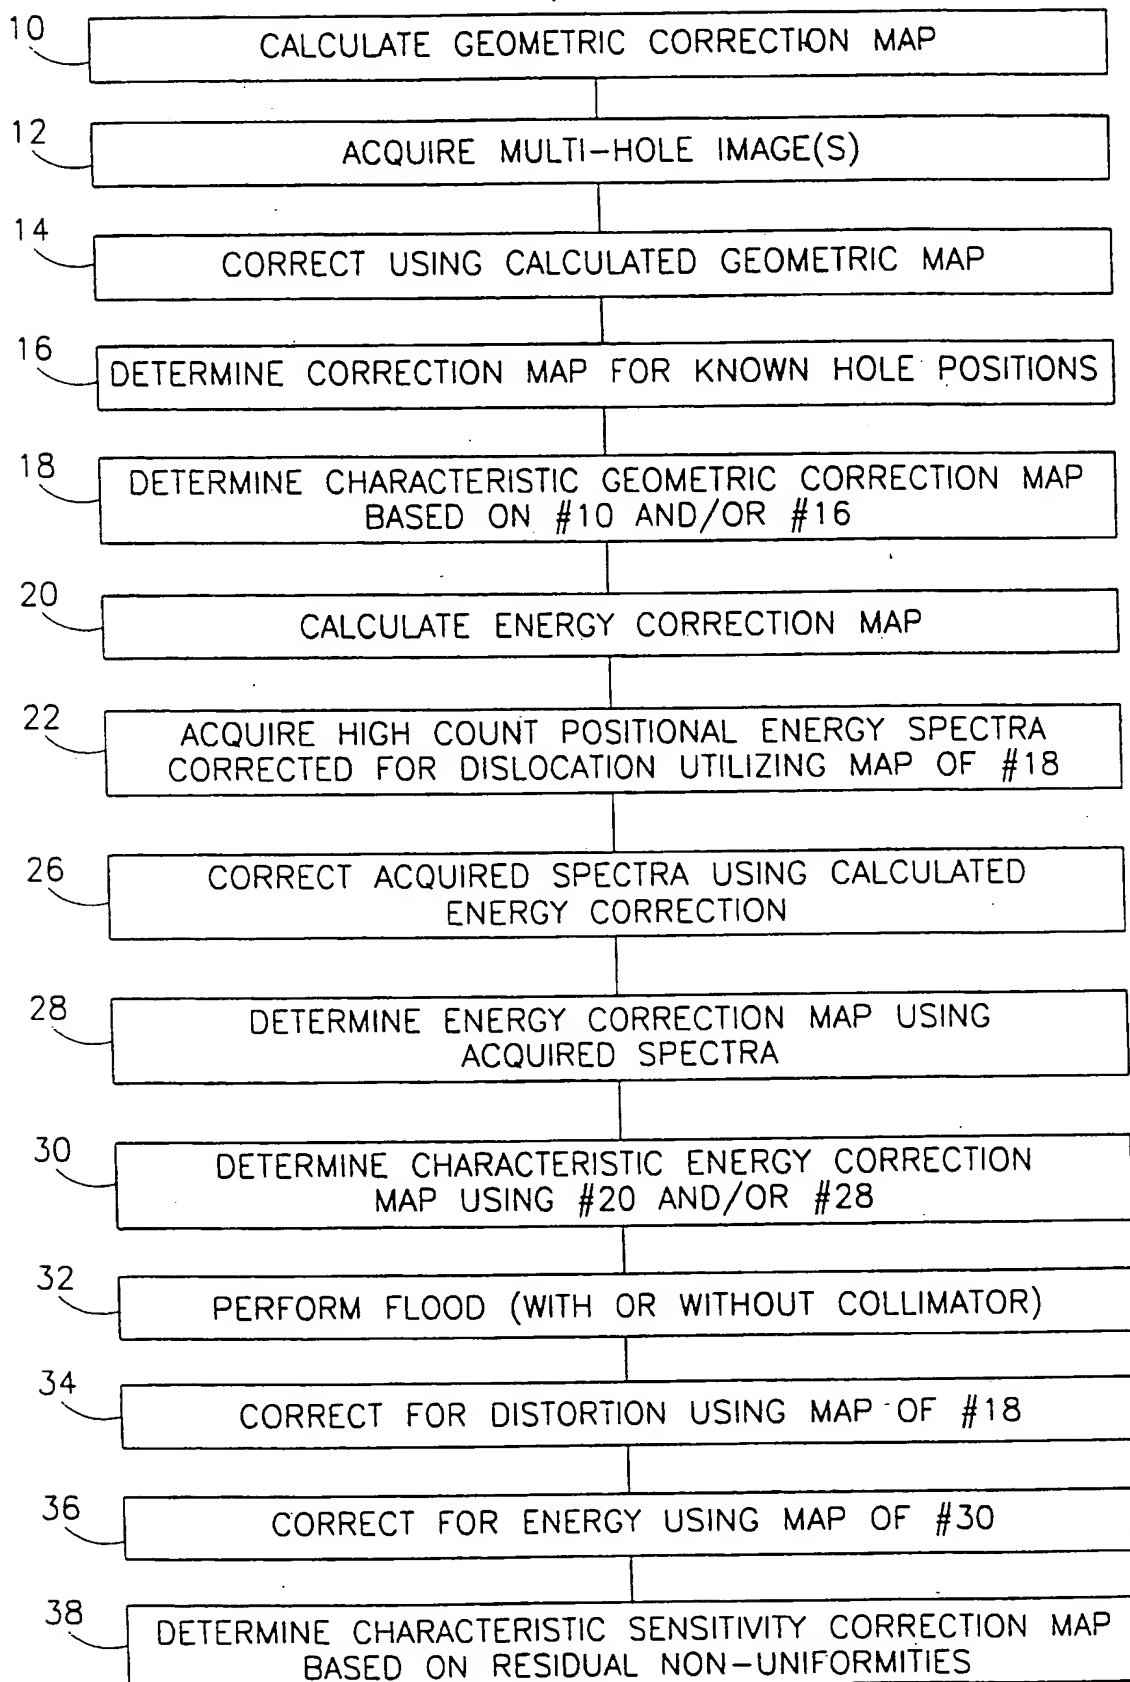 10
CALCULATE GEOMETRIC CORRECTION MAP
12
ACQUIRE MULTI-HOLE IMAGE(S)
14
CORRECT USING CALCULATED GEOMETRIC MAP
16
DETERMINE CORRECTION MAP FOR KNOWN HOLE POSITIONS
18
DETERMINE CHARACTERISTIC GEOMETRIC CORRECTION MAP
BASED ON #10 AND/OR #16
20
CALCULATE ENERGY CORRECTION MAP
22
ACQUIRE HIGH COUNT POSITIONAL ENERGY SPECTRA
CORRECTED FOR DISLOCATION UTILIZING MAP OF #18
26
CORRECT ACQUIRED SPECTRA USING CALCULATED
ENERGY CORRECTION
28
DETERMINE ENERGY CORRECTION MAP USING
ACQUIRED SPECTRA
30
DETERMINE CHARACTERISTIC ENERGY CORRECTION
MAP USING #20 AND/OR #28
32
PERFORM FLOOD (WITH OR WITHOUT COLLIMATOR)
34
CORRECT FOR DISTORTION USING MAP OF #18
36
CORRECT FOR ENERGY USING MAP OF #30
38
DETERMINE CHARACTERISTIC SENSITIVITY CORRECTION MAP
BASED ON RESIDUAL NON-UNIFORMITIES